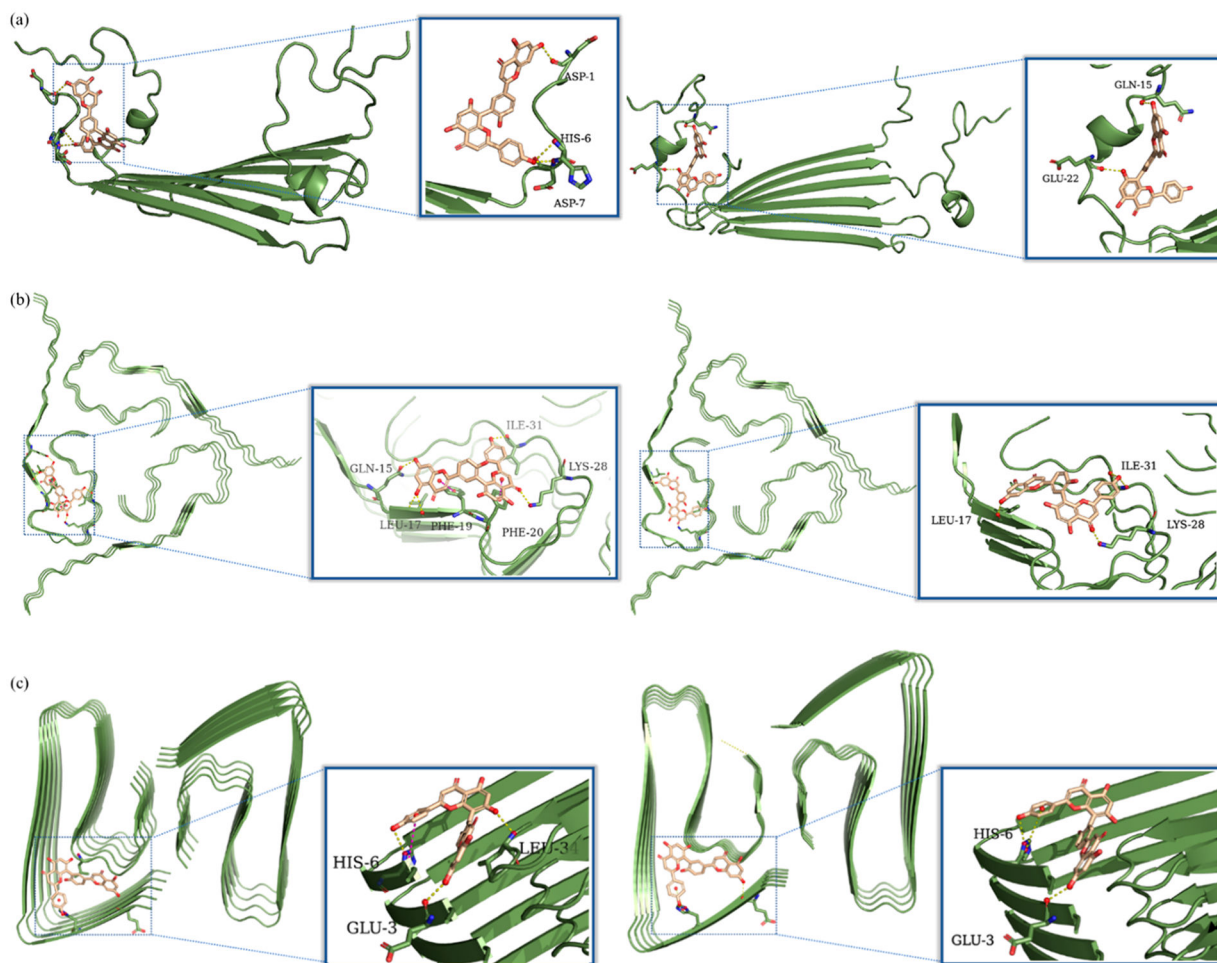 (a)
ASP-1
HIS-6
ASP-7
GLN-15
GLU-22
(b)
ILE-31
GLN-15
LYS-28
LEU-17
PHE-19
PHE-20
ILE-31
LEU-17
LYS-28
(c)
HIS-6
LEU-34
GLU-3
HIS-6
GLU-3